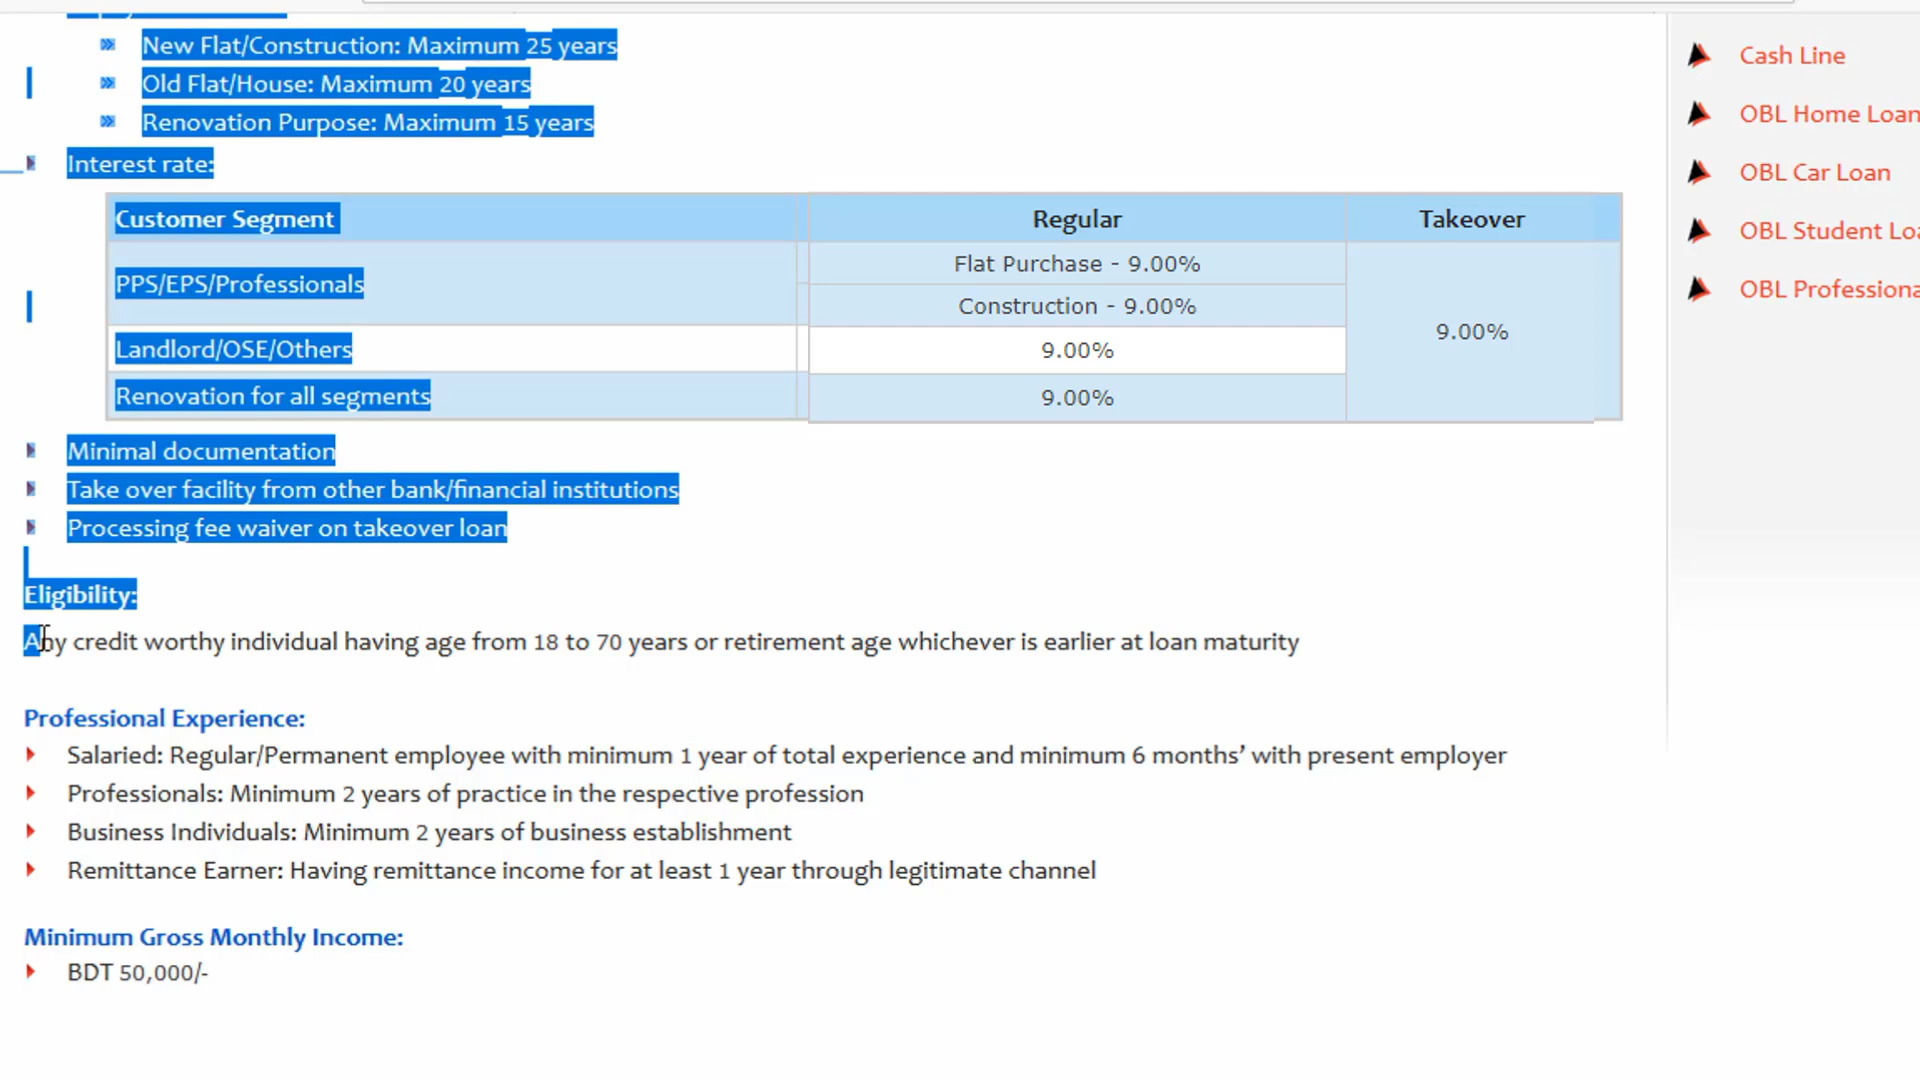 New Flat/Construction: Maximum 25 years
Old Flat/House: Maximum 20 years
Renovation Purpose: Maximum 15 years
Interest rate:
Customer Segment Regular Takeover
PPS/EPS/Professionals Flat Purchase - 9.00%
Construction - 9.00%
9.00%
Landlord/OSE/Others 9.00%
Renovation for all segments 9.00%
Minimal documentation
Take over facility from other bank/financial institutions
Processing fee waiver on takeover loan
Eligibility:
Any credit worthy individual having age from 18 to 70 years or retirement age whichever is earlier at loan maturity
Professional Experience:
Salaried: Regular/Permanent employee with minimum 1 year of total experience and minimum 6 months’ with present employer
Professionals: Minimum 2 years of practice in the respective profession
Business Individuals: Minimum 2 years of business establishment
Remittance Earner: Having remittance income for at least 1 year through legitimate channel
Minimum Gross Monthly Income:
BDT 50,000/-
Cash Line
OBL Home Loan
OBL Car Loan
OBL Student
OBL